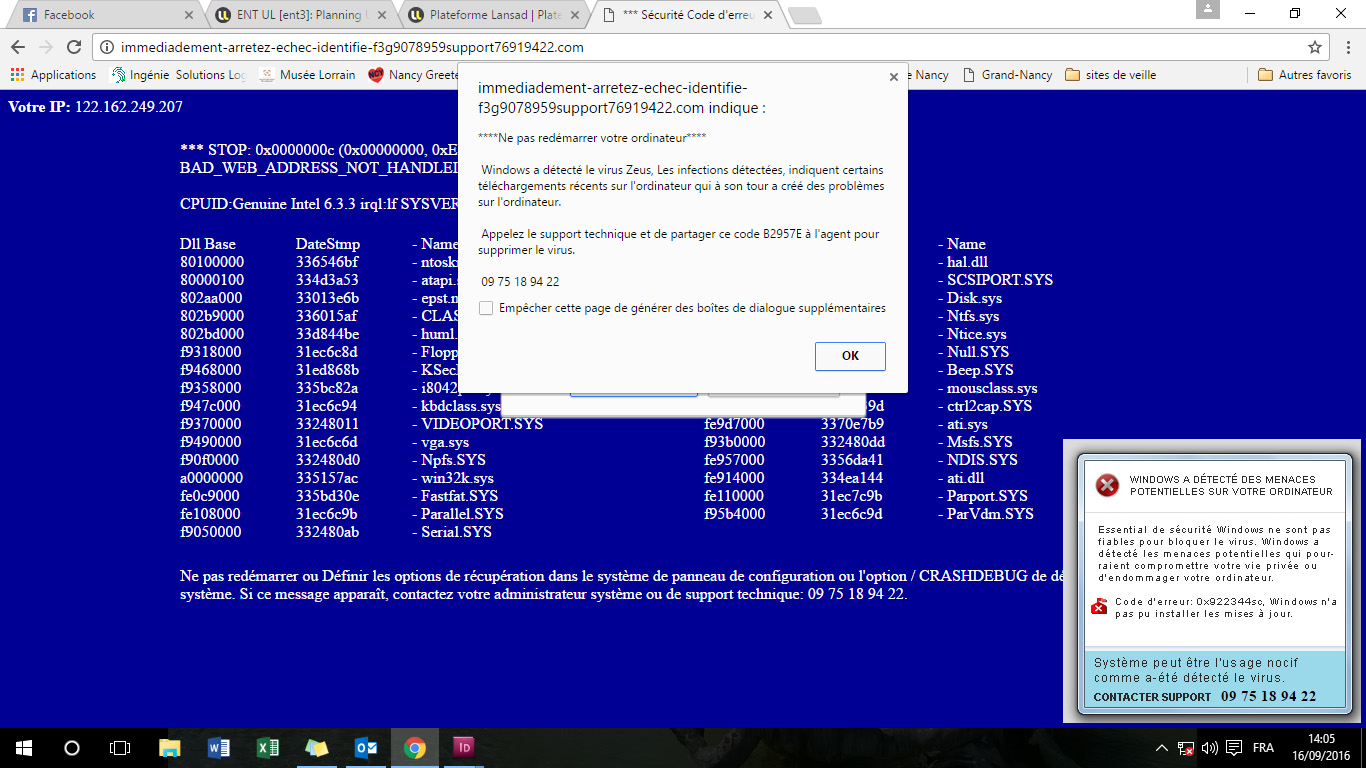 Facebook
ENT UL [ent3]: Planning
Plateforme Lansad | Plate
*** Sécurité Code d'erreu
immediadement-arretez-echec-identifie-f3g9078959support76919422.com
Applications
Ingénie
Solutions Log
Musée Lorrain
Nancy Greete
Nancy
Grand-Nancy
sites de veille
Autres favoris
Votre IP: 122.162.249.207
*** STOP: 0x0000000c (0x00000000, 0xE
BAD_WEB_ADDRESS_NOT_HANDLED
CPUID:Genuine Intel 6.3.3 irql:lf SYSVER
Dll Base DateStmp - Name - Name
80100000 336546bf - ntosk - hal.dll
80000100 334d3a53 - atapi. - SCSIPORT.SYS
802aa000 33013e6b - epst.m - Disk.sys
802b9000 336015af - CLAS - Ntfs.sys
802bd000 33d844be - huml. - Ntice.sys
f9318000 31ec6c8d - Flopp - Null.SYS
f9468000 31ed868b - KSec - Beep.SYS
f9358000 335bc82a - i8042 - mousclass.sys
f947c000 31ec6c94 - kbdclass.sys 9d - ctrl2cap.SYS
f9370000 33248011 - VIDEOPORT.SYS fe9d7000 3370e7b9 - ati.sys
f9490000 31ec6c6d - vga.sys f93b0000 332480dd - Msfs.SYS
f90f0000 332480d0 - Npfs.SYS fe957000 3356da41 - NDIS.SYS
a0000000 335157ac - win32k.sys fe914000 334ea144 - ati.dll
fe0c9000 335bd30e - Fastfat.SYS fe110000 31ec7c9b - Parport.SYS
fe108000 31ec6c9b - Parallel.SYS f95b4000 31ec6c9d - ParVdm.SYS
f9050000 332480ab - Serial.SYS
Ne pas redémarrer ou Définir les options de récupération dans le système de panneau de configuration ou l'option / CRASHDEBUG de dé
système. Si ce message apparaît, contactez votre administrateur système ou de support technique: 09 75 18 94 22.
immediadement-arretez-echec-identifie-
f3g9078959support76919422.com indique :
****Ne pas redémarrer votre ordinateur****
Windows a détecté le virus Zeus, Les infections détectées, indiquent certains
téléchargements récents sur l'ordinateur qui à son tour a créé des problèmes
sur l'ordinateur.
Appelez le support technique et de partager ce code B2957E à l'agent pour
supprimer le virus.
09 75 18 94 22
Empêcher cette page de générer des boîtes de dialogue supplémentaires
OK
WINDOWS A DÉTECTÉ DES MENACES
POTENTIELLES SUR VOTRE ORDINATEUR
Essential de sécurité Windows ne sont pas
fiables pour bloquer le virus. Windows a
détecté les menaces potentielles qui pour-
raient compromettre votre vie privée ou
d'endommager votre ordinateur.
Code d'erreur: 0x922344sc, Windows n'a
pas pu installer les mises à jour.
Système peut être l'usage nocif
comme a-été détecté le virus.
CONTACTER SUPPORT 09 75 18 94 22
FRA
14:05
16/09/2016